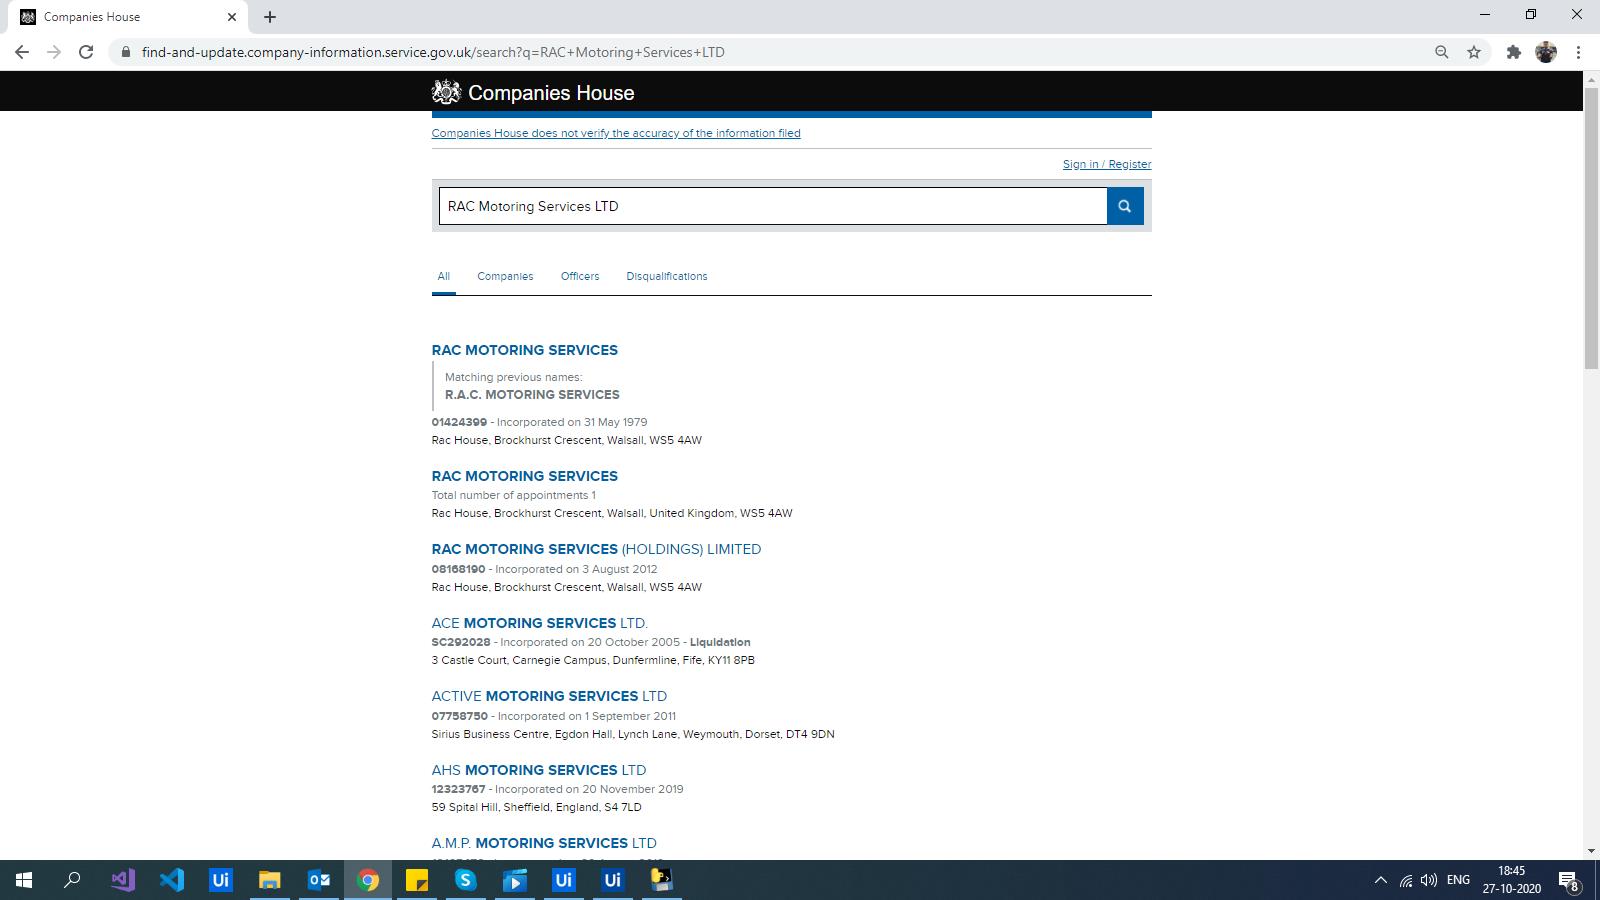 Companies House
find-and-update.company-information.service.gov.uk/search?q=RAC+Motoring+Services+LTD
Companies House
Companies House does not verify the accuracy of the information filed
Sign in / Register
RAC Motoring Services LTD
All Companies Officers Disqualifications
RAC MOTORING SERVICES
Matching previous names:
R.A.C. MOTORING SERVICES
01424399 - Incorporated on 31 May 1979
Rac House, Brockhurst Crescent, Walsall, WS5 4AW
RAC MOTORING SERVICES
Total number of appointments 1
Rac House, Brockhurst Crescent, Walsall, United Kingdom, WS5 4AW
RAC MOTORING SERVICES (HOLDINGS) LIMITED
08168190 - Incorporated on 3 August 2012
Rac House, Brockhurst Crescent, Walsall, WS5 4AW
ACE MOTORING SERVICES LTD.
SC292028 - Incorporated on 20 October 2005 - Liquidation
3 Castle Court, Carnegie Campus, Dunfermline, Fife, KY11 8PB
ACTIVE MOTORING SERVICES LTD
07758750 - Incorporated on 1 September 2011
Sirius Business Centre, Egdon Hall, Lynch Lane, Weymouth, Dorset, DT4 9DN
AHS MOTORING SERVICES LTD
12323767 - Incorporated on 20 November 2019
59 Spital Hill, Sheffield, England, S4 7LD
A.M.P. MOTORING SERVICES LTD
Ui Ui Ui
ENG
18:45
27-10-2020
8